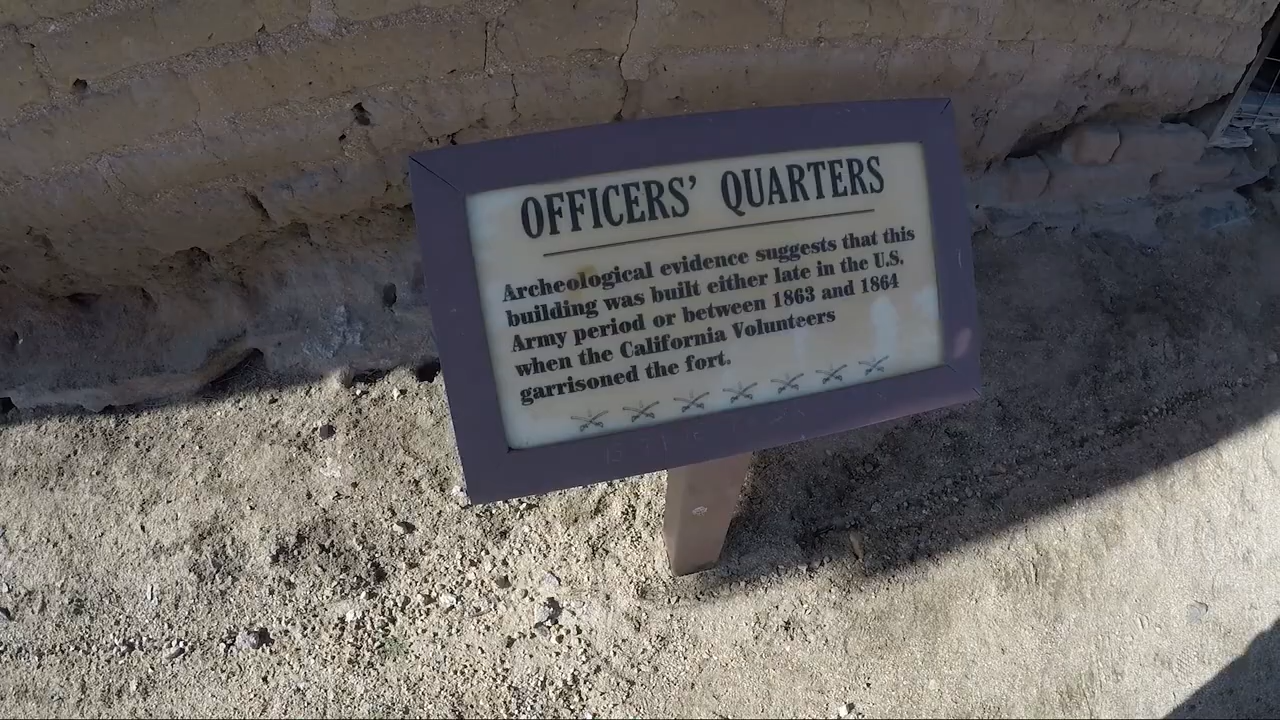 OFFICERS' QUARTERS
Archeological evidence suggests that this
building was built either late in the U.S.
Army period or between 1863 and 1864
when the California Volunteers
garrisoned the fort.